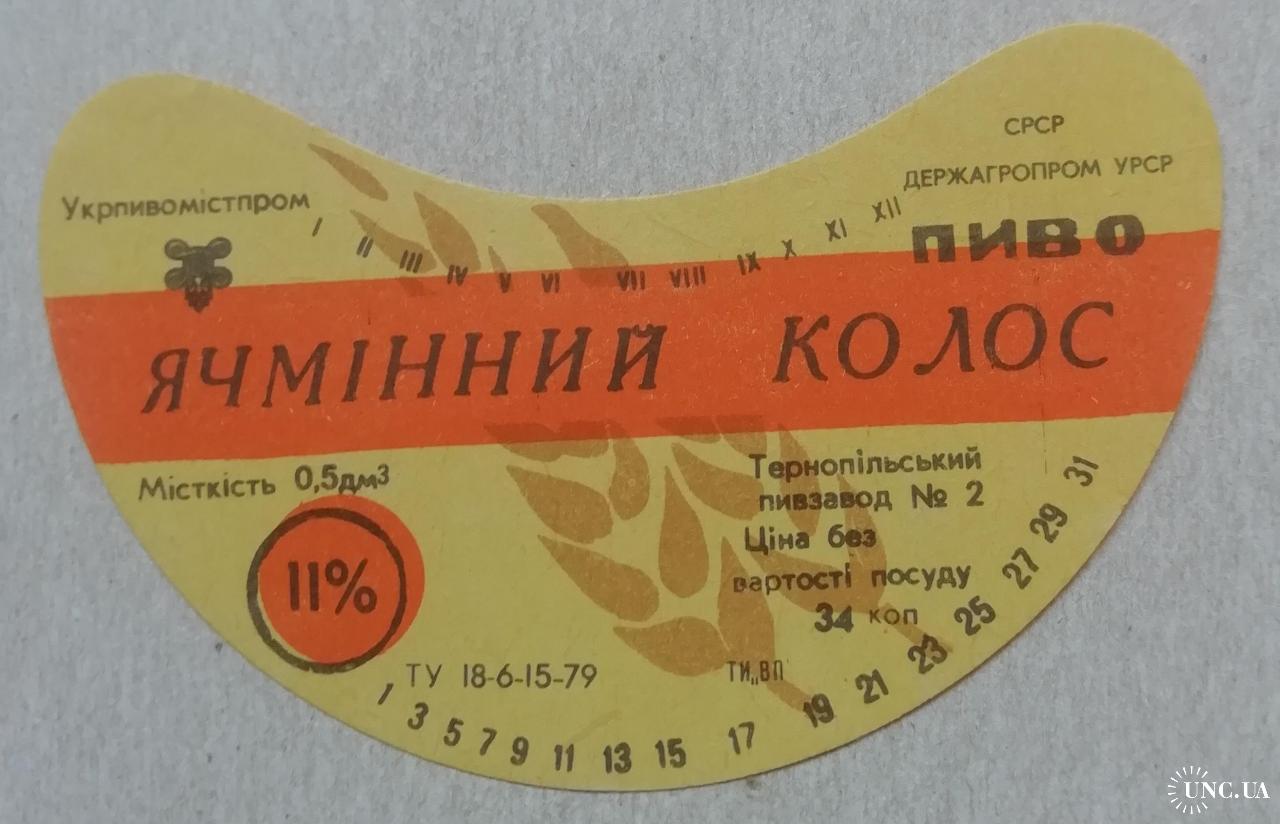 СРСР
ДЕРЖАГРОПРОМ УРСР
Укрпивомістпром
I II III IV V VI VII VIII IX X XI XII
ПИВО
ЯЧМІННИЙ КОЛОС
Місткість 0,5дм3
11%
Тернопільський
пивзавод № 2
Ціна без
вартості посуду
34 коп
ТУ 18-6-15-79
ТИ„ВП
1 3 5 7 9 11 13 15 17 19 21 23 25 27 29 31
UNC.UA